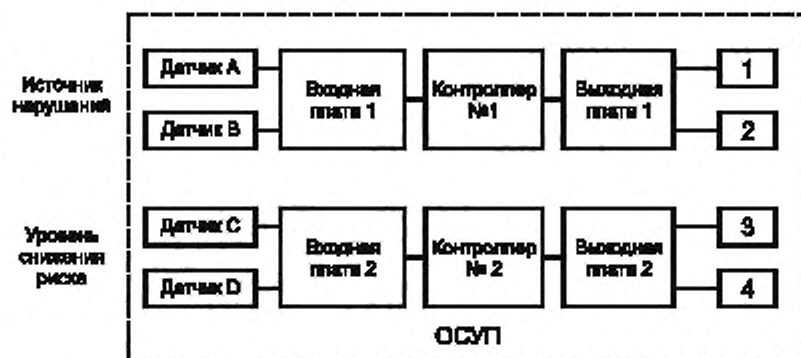 Источник
нарушений
Датчик A
Датчик B
Входная
плата 1
Контроллер
№1
Выходная
плата 1
1
2
Уровень
снижения
риска
Датчик C
Датчик D
Входная
плата 2
Контроллер
№ 2
Выходная
плата 2
3
4
ОСУП